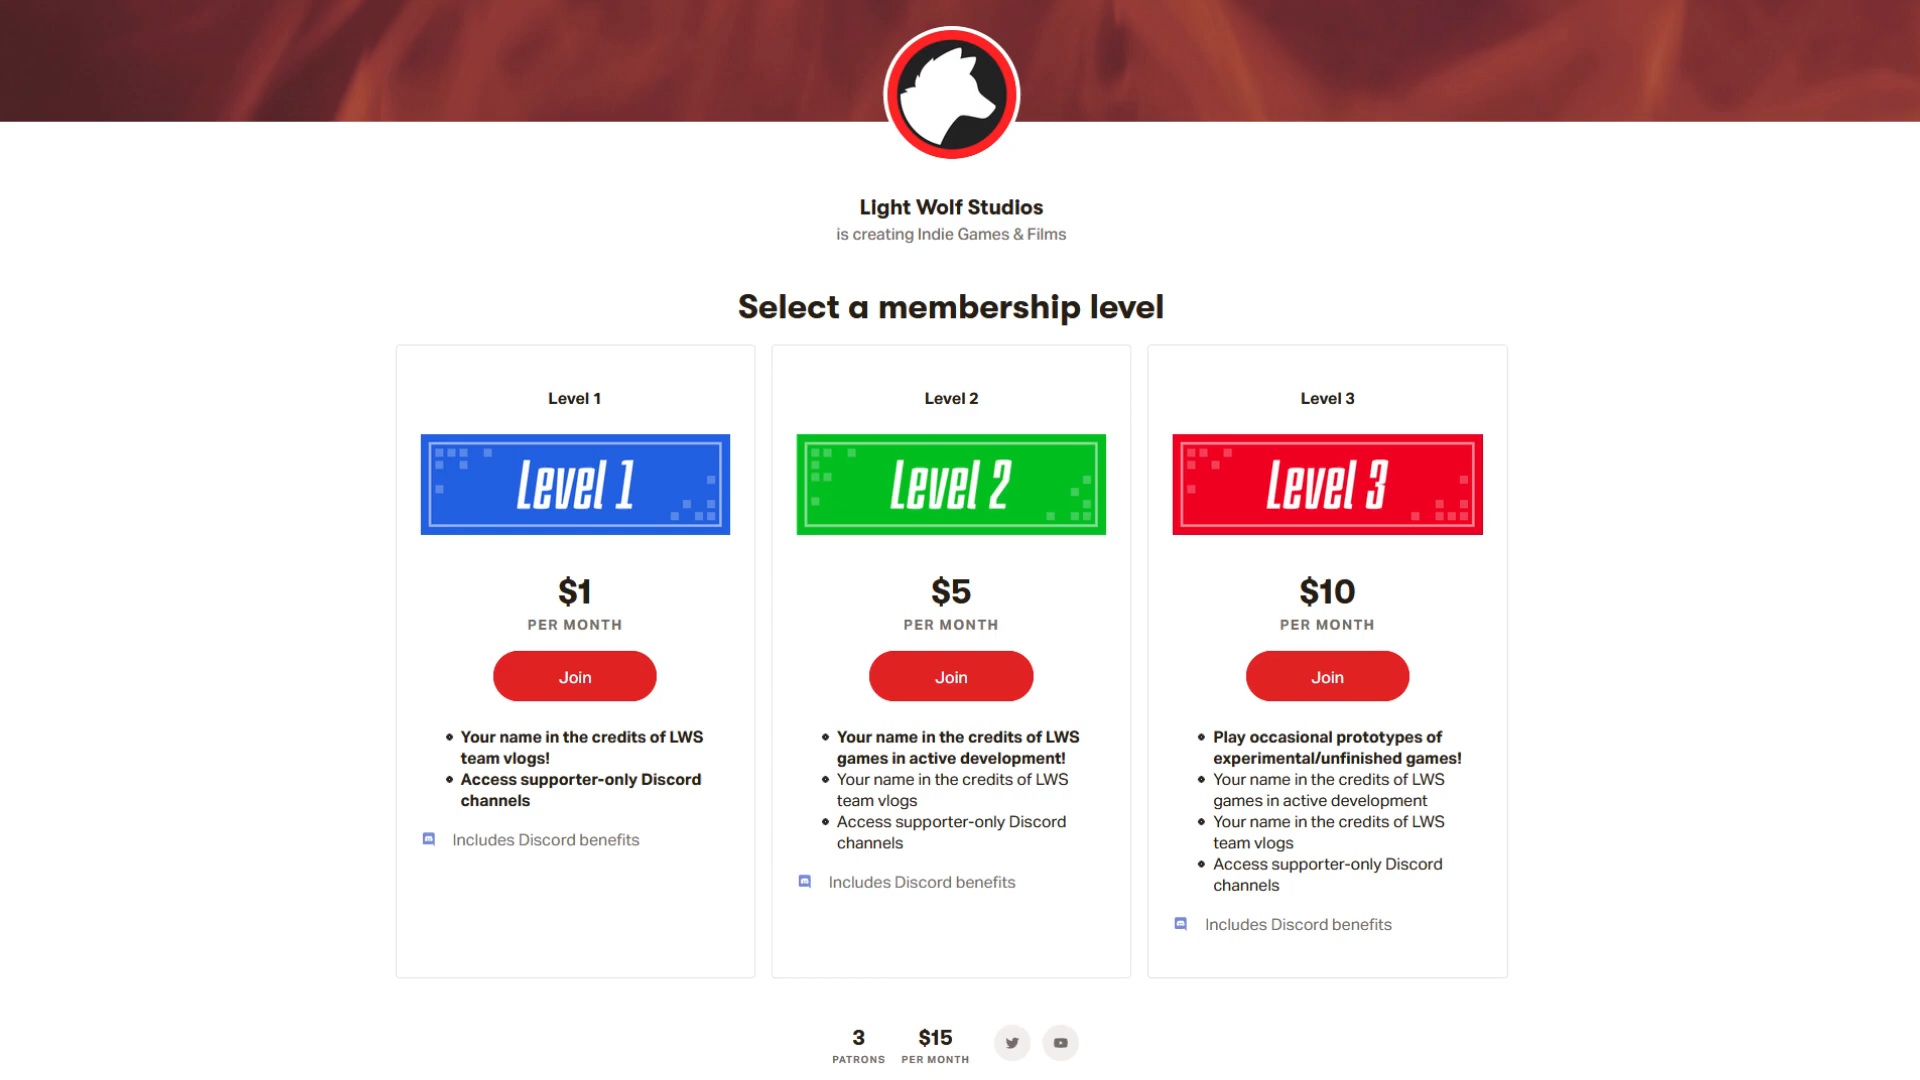 Light Wolf Studios
is creating Indie Games & Films
Select a membership level
Level 1
Level 1
$1
PER MONTH
Join
Your name in the credits of LWS
team vlogs!
Access supporter-only Discord
channels
Includes Discord benefits
Level 2
Level 2
$5
PER MONTH
Join
Your name in the credits of LWS
games in active development!
Your name in the credits of LWS
team vlogs
Access supporter-only Discord
channels
Includes Discord benefits
Level 3
Level 3
$10
PER MONTH
Join
Play occasional prototypes of
experimental/unfinished games!
Your name in the credits of LWS
games in active development
Your name in the credits of LWS
team vlogs
Access supporter-only Discord
channels
Includes Discord benefits
3
PATRONS
$15
PER MONTH